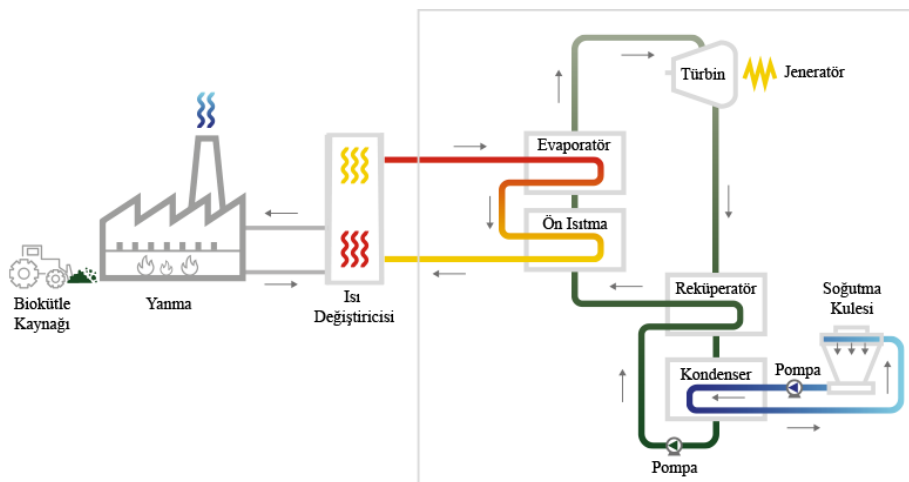 Türbin
Jeneratör
Evaporatör
Ön Isıtma
Biokütle
Kaynağı
Yanma
Isı
Değiştiricisi
Reküperatör
Soğutma
Kulesi
Kondenser
Pompa
Pompa